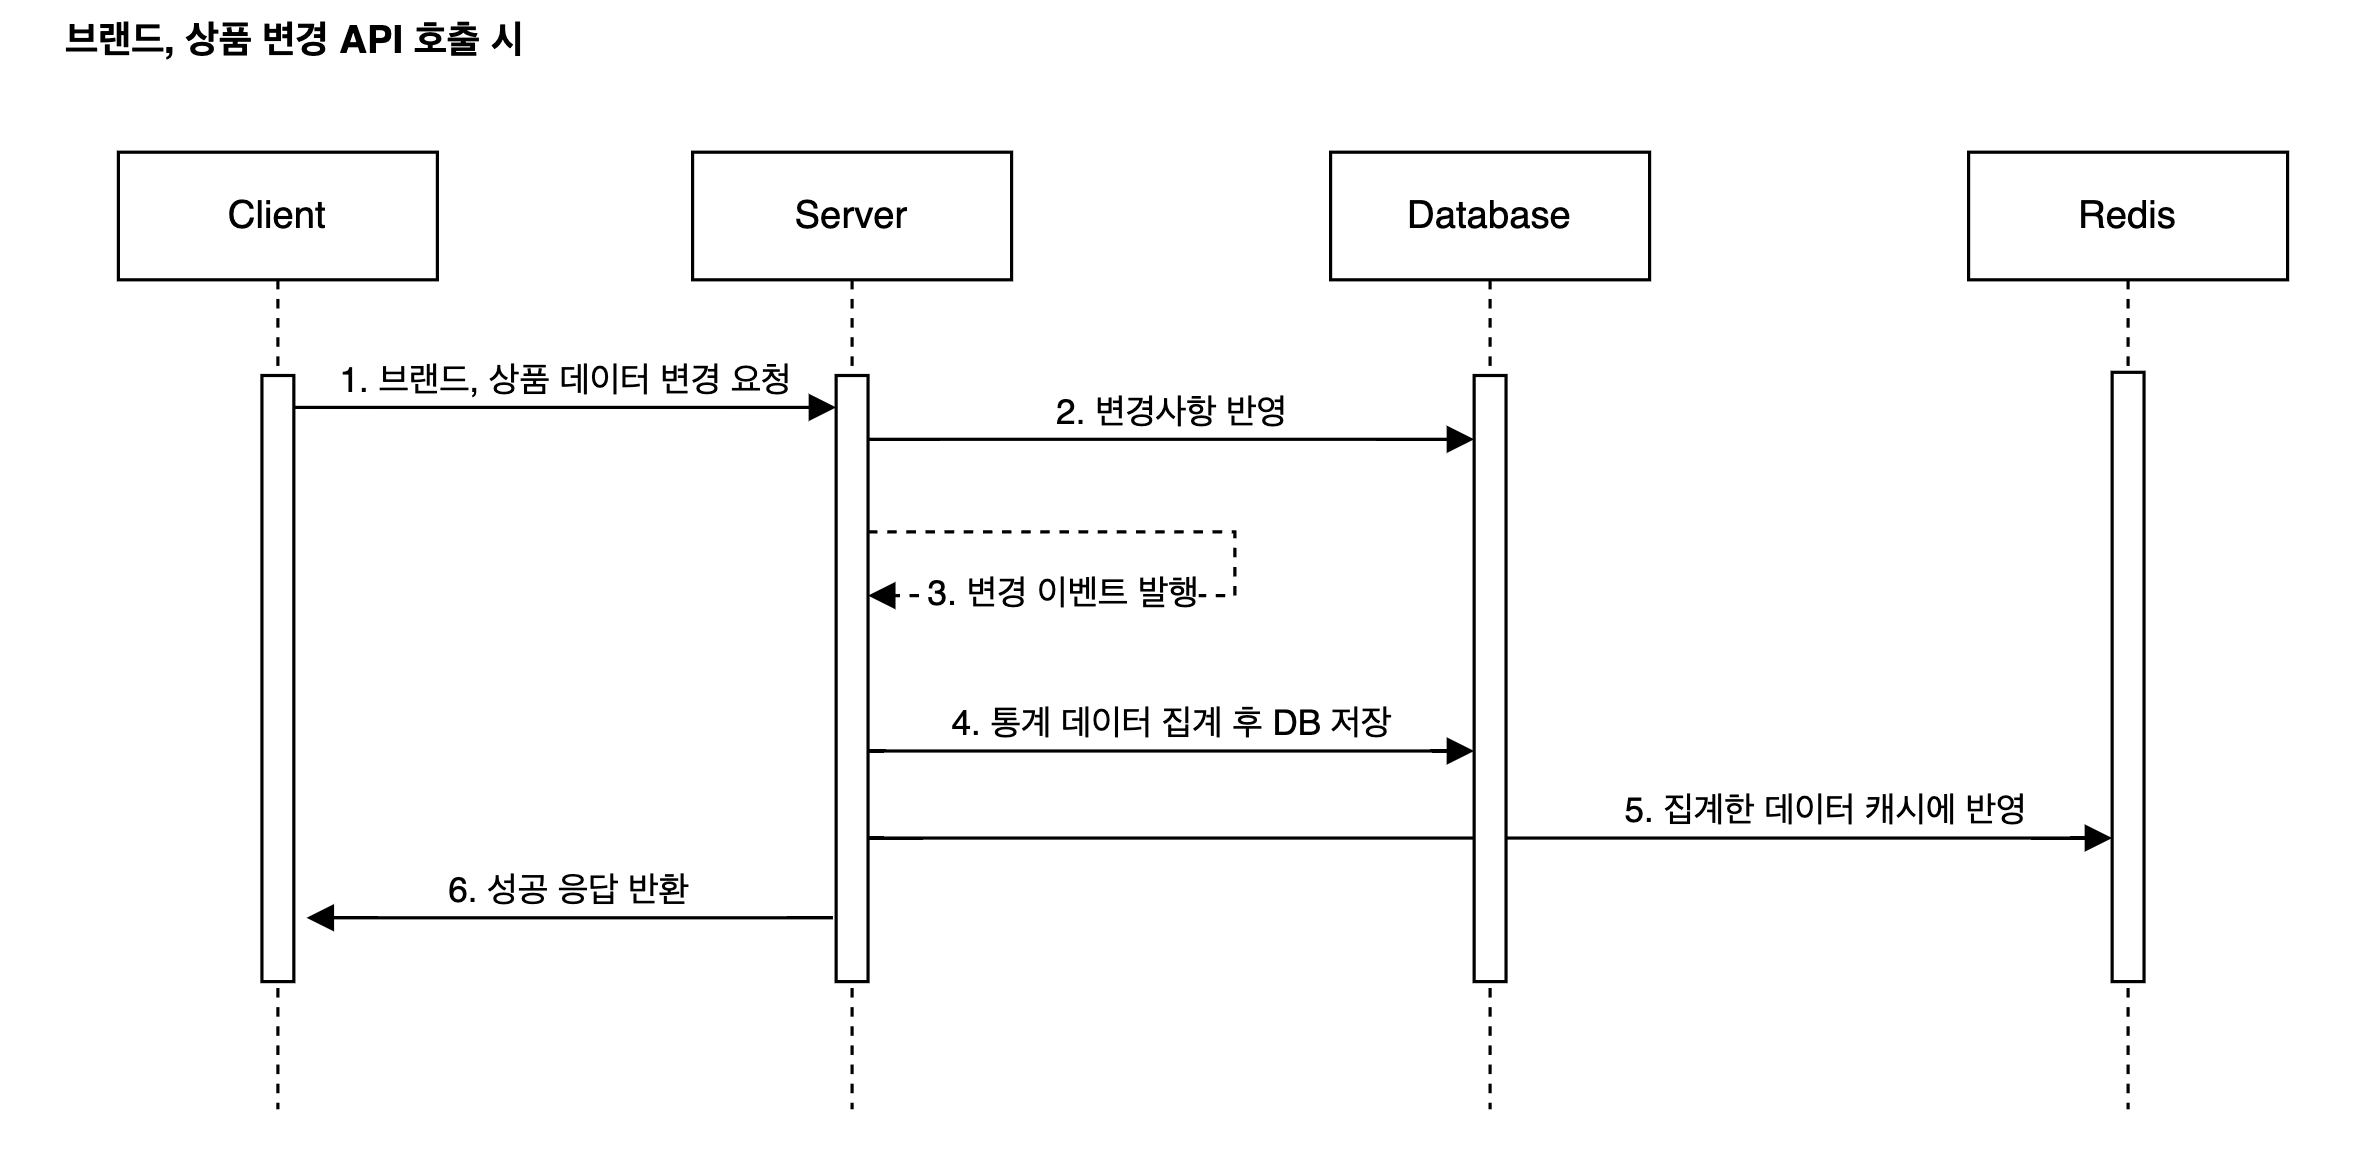 브랜드, 상품 변경 API 호출 시
Client
Server
Database
Redis
1. 브랜드, 상품 데이터 변경 요청
2. 변경사항 반영
3. 변경 이벤트 발행
4. 통계 데이터 집계 후 DB 저장
5. 집계한 데이터 캐시에 반영
6. 성공 응답 반환